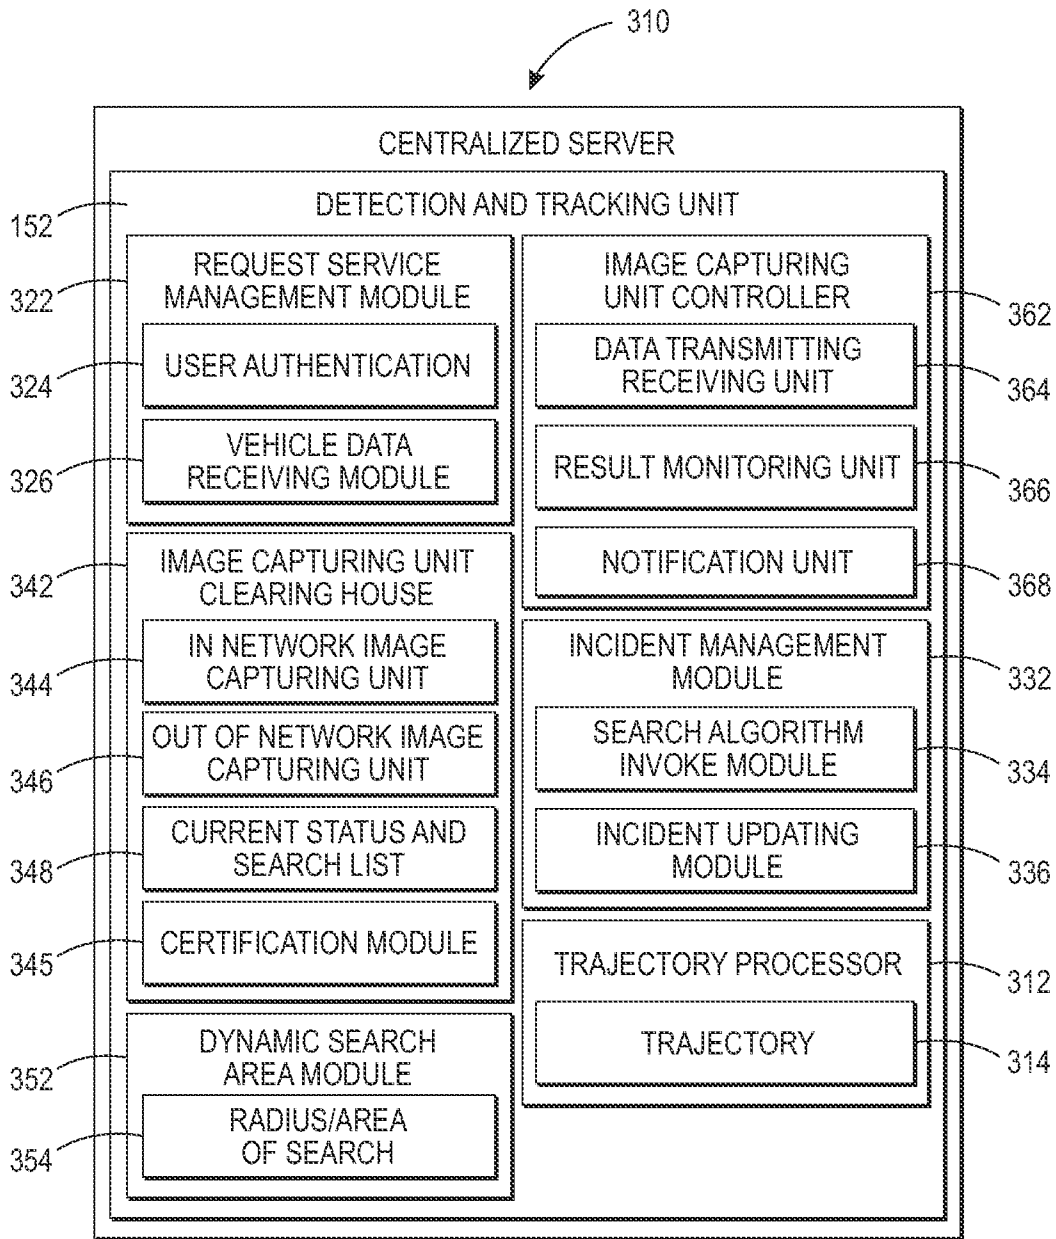 310
CENTRALIZED SERVER
DETECTION AND TRACKING UNIT
152
REQUEST SERVICE
MANAGEMENT MODULE
322
USER AUTHENTICATION
324
VEHICLE DATA
RECEIVING MODULE
326
IMAGE CAPTURING UNIT
CLEARING HOUSE
342
IN NETWORK IMAGE
CAPTURING UNIT
344
OUT OF NETWORK IMAGE
CAPTURING UNIT
346
CURRENT STATUS AND
SEARCH LIST
348
CERTIFICATION MODULE
345
DYNAMIC SEARCH
AREA MODULE
352
RADIUS/AREA
OF SEARCH
354
IMAGE CAPTURING
UNIT CONTROLLER
362
DATA TRANSMITTING
RECEIVING UNIT
364
RESULT MONITORING UNIT
366
NOTIFICATION UNIT
368
INCIDENT MANAGEMENT
MODULE
332
SEARCH ALGORITHM
INVOKE MODULE
334
INCIDENT UPDATING
MODULE
336
TRAJECTORY PROCESSOR
312
TRAJECTORY
314